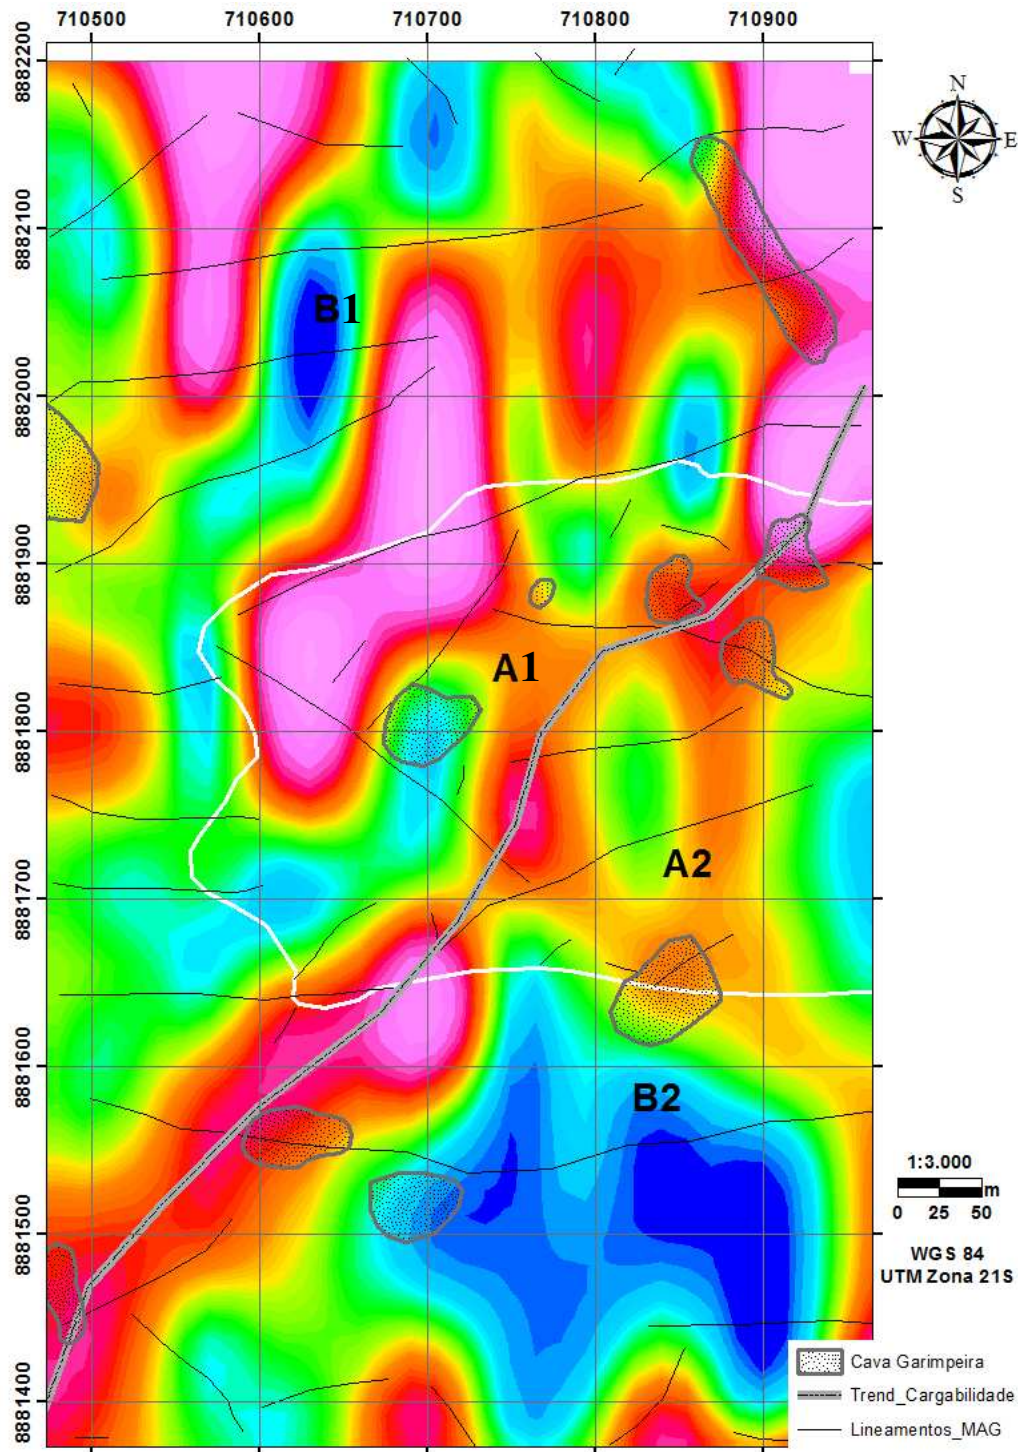 710500 710600 710700 710800 710900
8882200
8882100
8882000
8881900
8881800
8881700
8881600
8881500
8881400
N
W E
S
B1
A1
A2
B2
1:3.000
m
0 25 50
WGS 84
UTM Zona 21S
Cava Garimpeira
Trend_Cargabilidade
Lineamentos_MAG